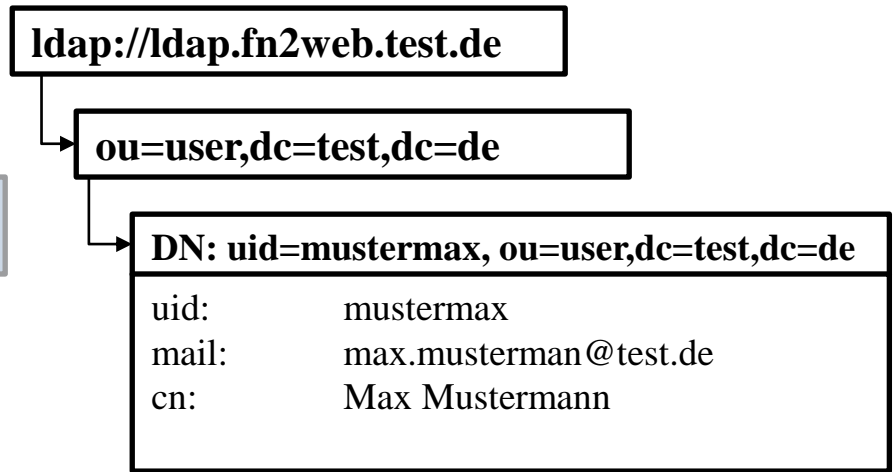 ldap://ldap.fn2web.test.de
ou=user,dc=test,dc=de
DN: uid=mustermax, ou=user,dc=test,dc=de
uid: mustermax
mail: max.musterman@test.de
cn: Max Mustermann